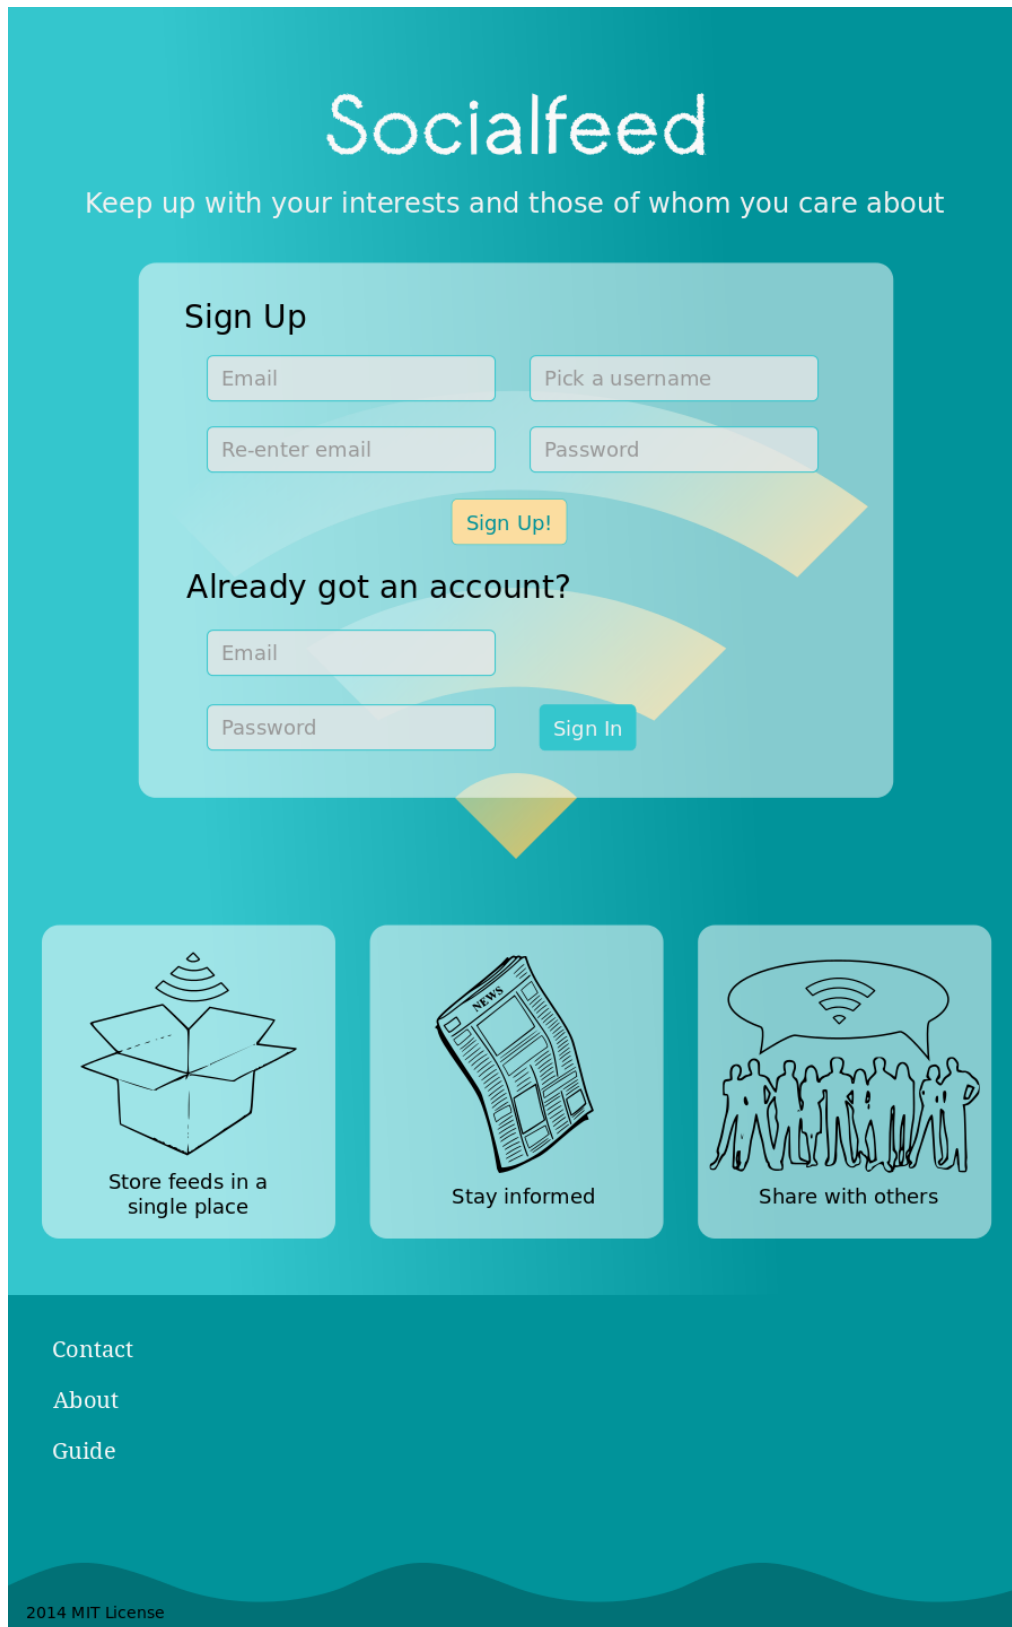 Socialfeed
Keep up with your interests and those of whom you care about
Sign Up
Email
Pick a username
Re-enter email
Password
Sign Up!
Already got an account?
Email
Password
Sign In
NEWS
Store feeds in a
single place
Stay informed
Share with others
Contact
About
Guide
2014 MIT License